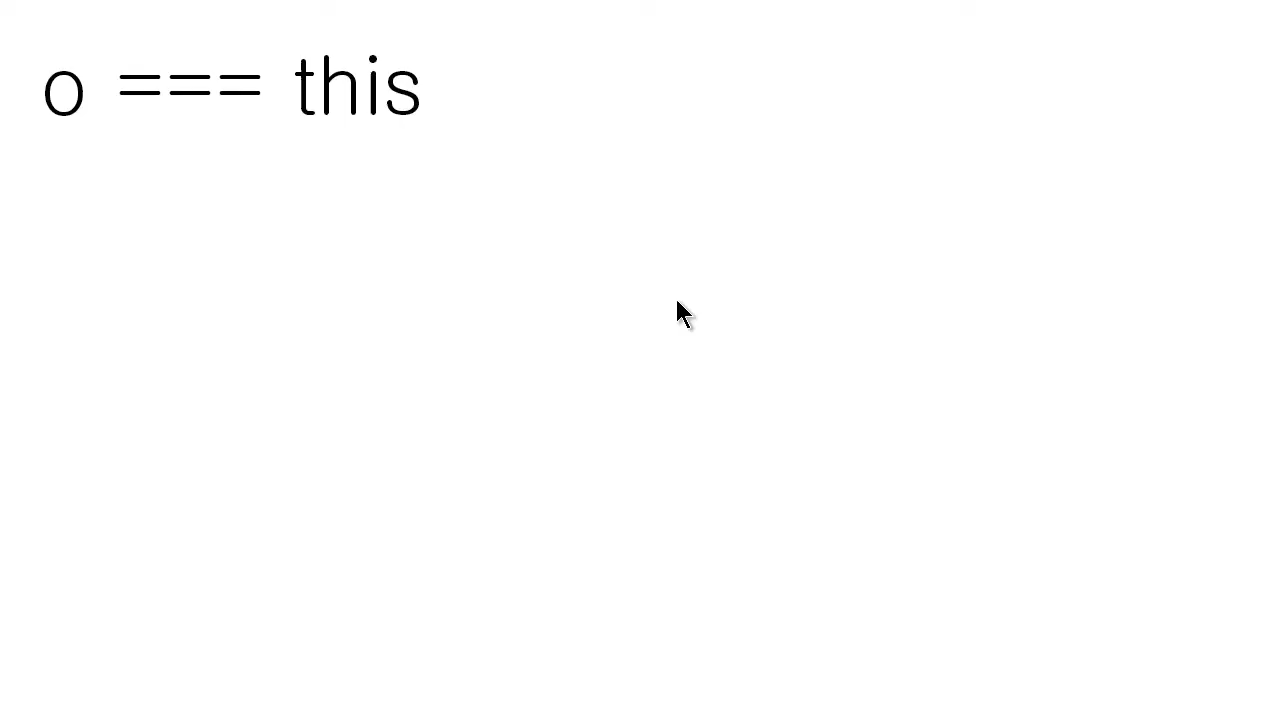 o === this